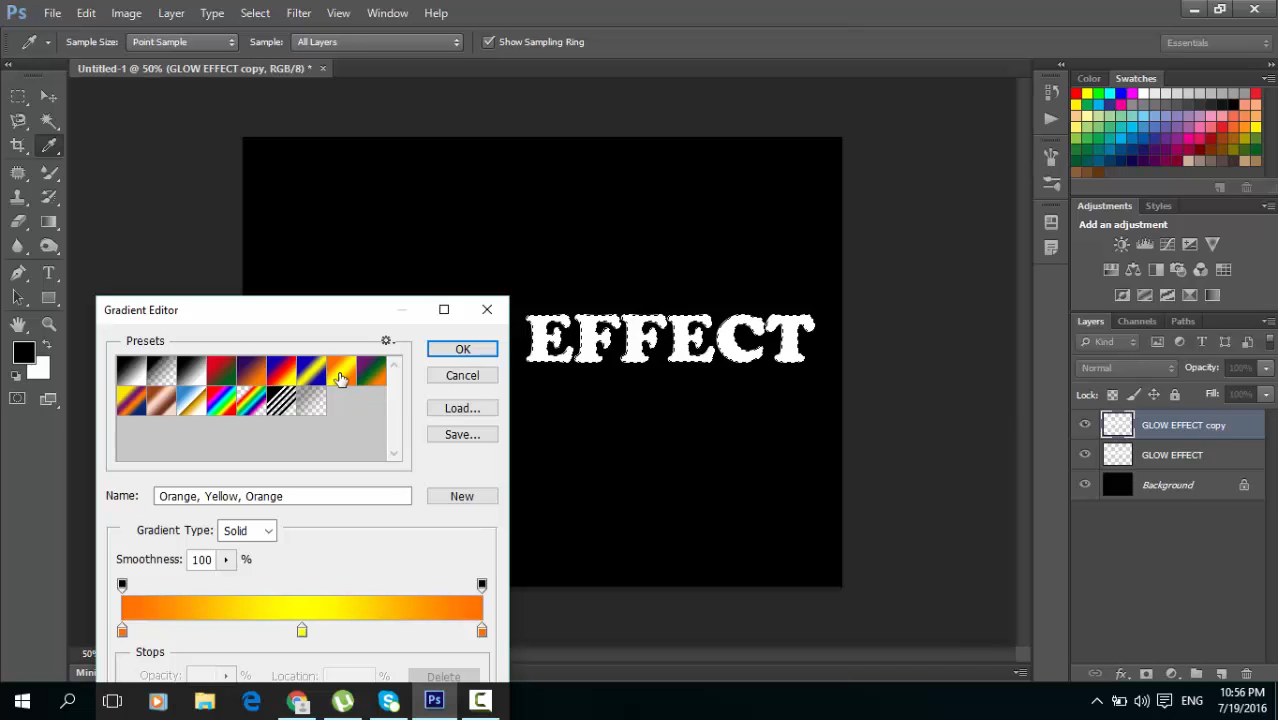 Ps File Edit Image Layer Type Select Filter View Window Help
Sample Size: Point Sample Sample: All Layers Show Sampling Ring Essentials
Untitled-1 @ 50% (GLOW EFFECT copy, RGB/8) * ×
Color Swatches
Adjustments Styles
Add an adjustment
Layers Channels Paths
Kind
Normal Opacity: 100%
Lock: Fill: 100%
GLOW EFFECT copy
GLOW EFFECT
Background
EFFECT
Gradient Editor
Presets
OK
Cancel
Load...
Save...
Name: Orange, Yellow, Orange New
Gradient Type: Solid
Smoothness: 100 %
Stops
Opacity: % Location: % Delete
50%
Mini
Ps
ENG
10:56 PM
7/19/2016